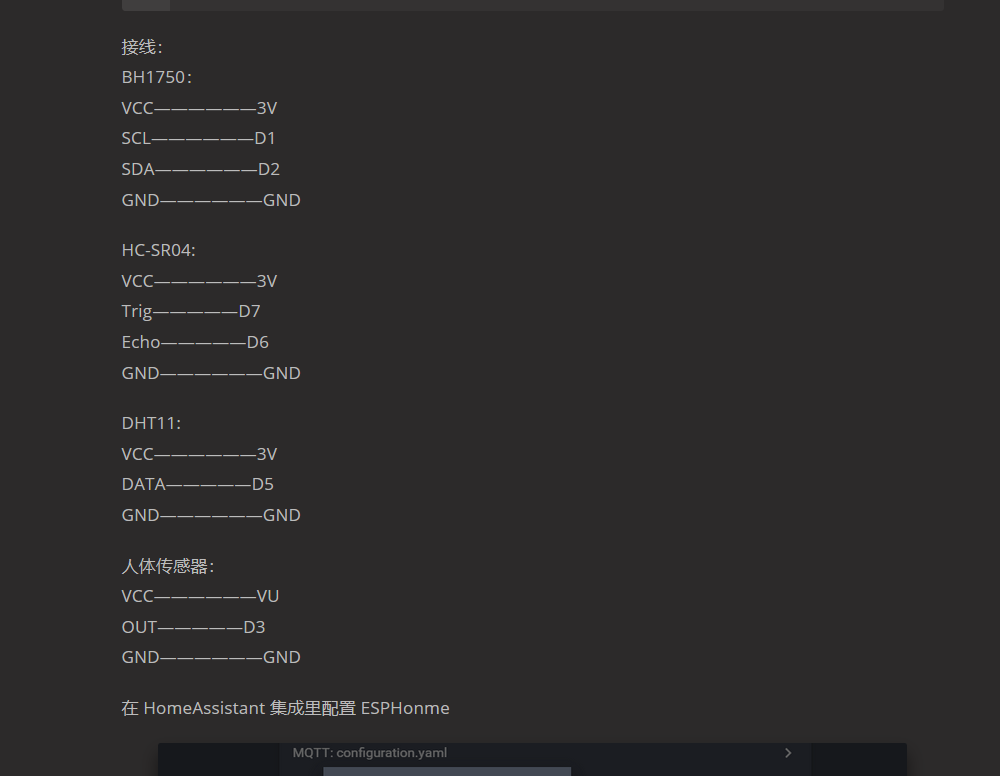 接线：
BH1750：
VCC——————3V
SCL——————D1
SDA——————D2
GND——————GND
HC-SR04:
VCC——————3V
Trig—————D7
Echo—————D6
GND——————GND
DHT11:
VCC——————3V
DATA—————D5
GND——————GND
人体传感器：
VCC——————VU
OUT—————D3
GND——————GND
在 HomeAssistant 集成里配置 ESPHonme
MQTT: configuration.yaml